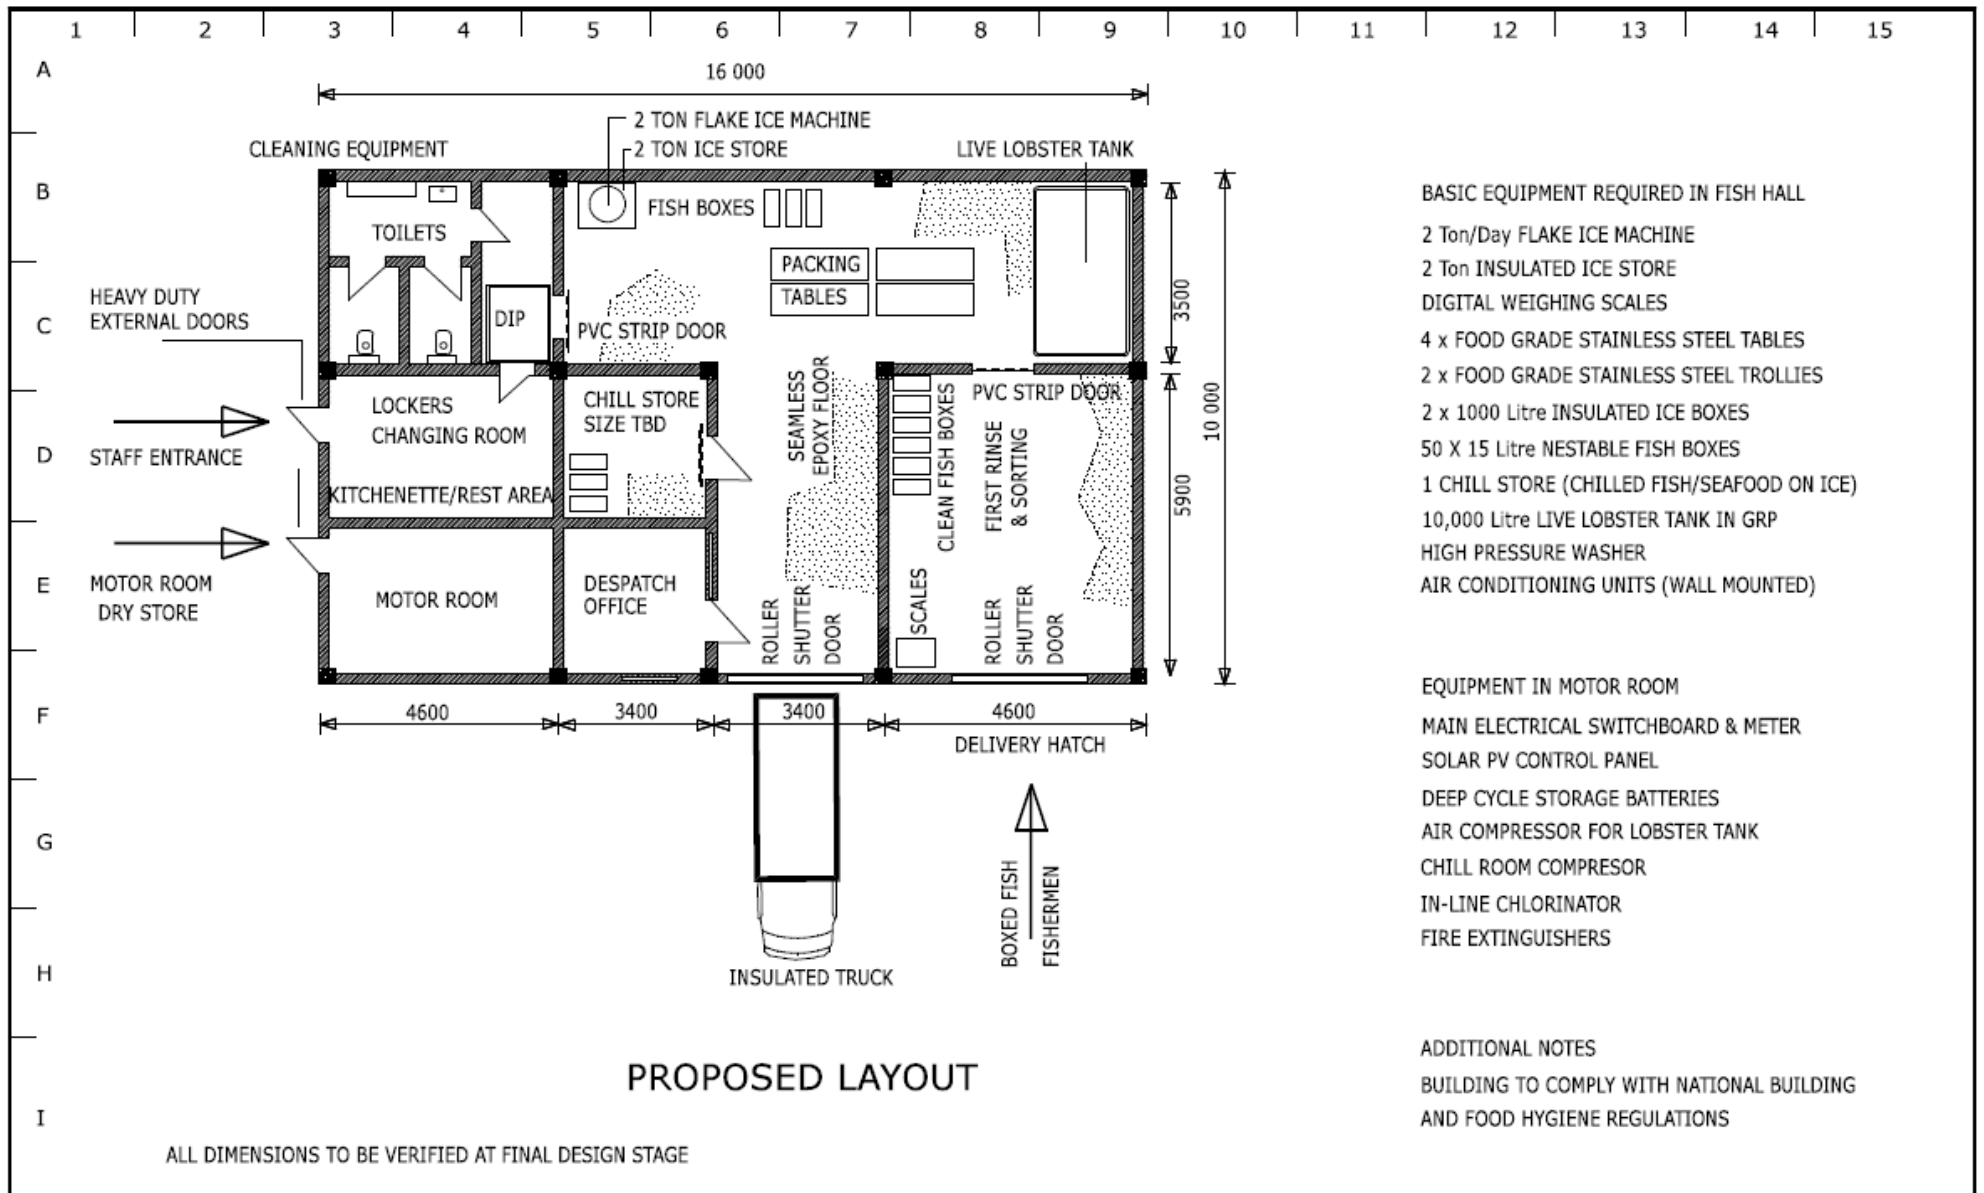 1 2 3 4 5 6 7 8 9 10 11 12 13 14 15
A
B
C
D
E
F
G
H
I
16 000
2 TON FLAKE ICE MACHINE
2 TON ICE STORE
CLEANING EQUIPMENT
LIVE LOBSTER TANK
FISH BOXES
TOILETS
PACKING
TABLES
DIP
PVC STRIP DOOR
HEAVY DUTY
EXTERNAL DOORS
3500
10 000
5900
LOCKERS
CHANGING ROOM
KITCHENETTE/REST AREA
STAFF ENTRANCE
CHILL STORE
SIZE TBD
SEAMLESS
EPOXY FLOOR
PVC STRIP DOOR
CLEAN FISH BOXES
FIRST RINSE
& SORTING
MOTOR ROOM
DRY STORE
MOTOR ROOM
DESPATCH
OFFICE
ROLLER
SHUTTER
DOOR
SCALES
ROLLER
SHUTTER
DOOR
4600
3400
3400
4600
DELIVERY HATCH
BOXED FISH
FISHERMEN
INSULATED TRUCK
PROPOSED LAYOUT
ALL DIMENSIONS TO BE VERIFIED AT FINAL DESIGN STAGE
BASIC EQUIPMENT REQUIRED IN FISH HALL
2 Ton/Day FLAKE ICE MACHINE
2 Ton INSULATED ICE STORE
DIGITAL WEIGHING SCALES
4 x FOOD GRADE STAINLESS STEEL TABLES
2 x FOOD GRADE STAINLESS STEEL TROLLIES
2 x 1000 Litre INSULATED ICE BOXES
50 X 15 Litre NESTABLE FISH BOXES
1 CHILL STORE (CHILLED FISH/SEAFOOD ON ICE)
10,000 Litre LIVE LOBSTER TANK IN GRP
HIGH PRESSURE WASHER
AIR CONDITIONING UNITS (WALL MOUNTED)
EQUIPMENT IN MOTOR ROOM
MAIN ELECTRICAL SWITCHBOARD & METER
SOLAR PV CONTROL PANEL
DEEP CYCLE STORAGE BATTERIES
AIR COMPRESSOR FOR LOBSTER TANK
CHILL ROOM COMPRESOR
IN-LINE CHLORINATOR
FIRE EXTINGUISHERS
ADDITIONAL NOTES
BUILDING TO COMPLY WITH NATIONAL BUILDING
AND FOOD HYGIENE REGULATIONS